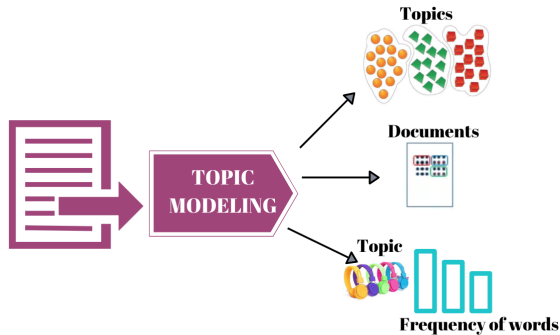 Topics
Documents
TOPIC
MODELING
Topic
Frequency of words